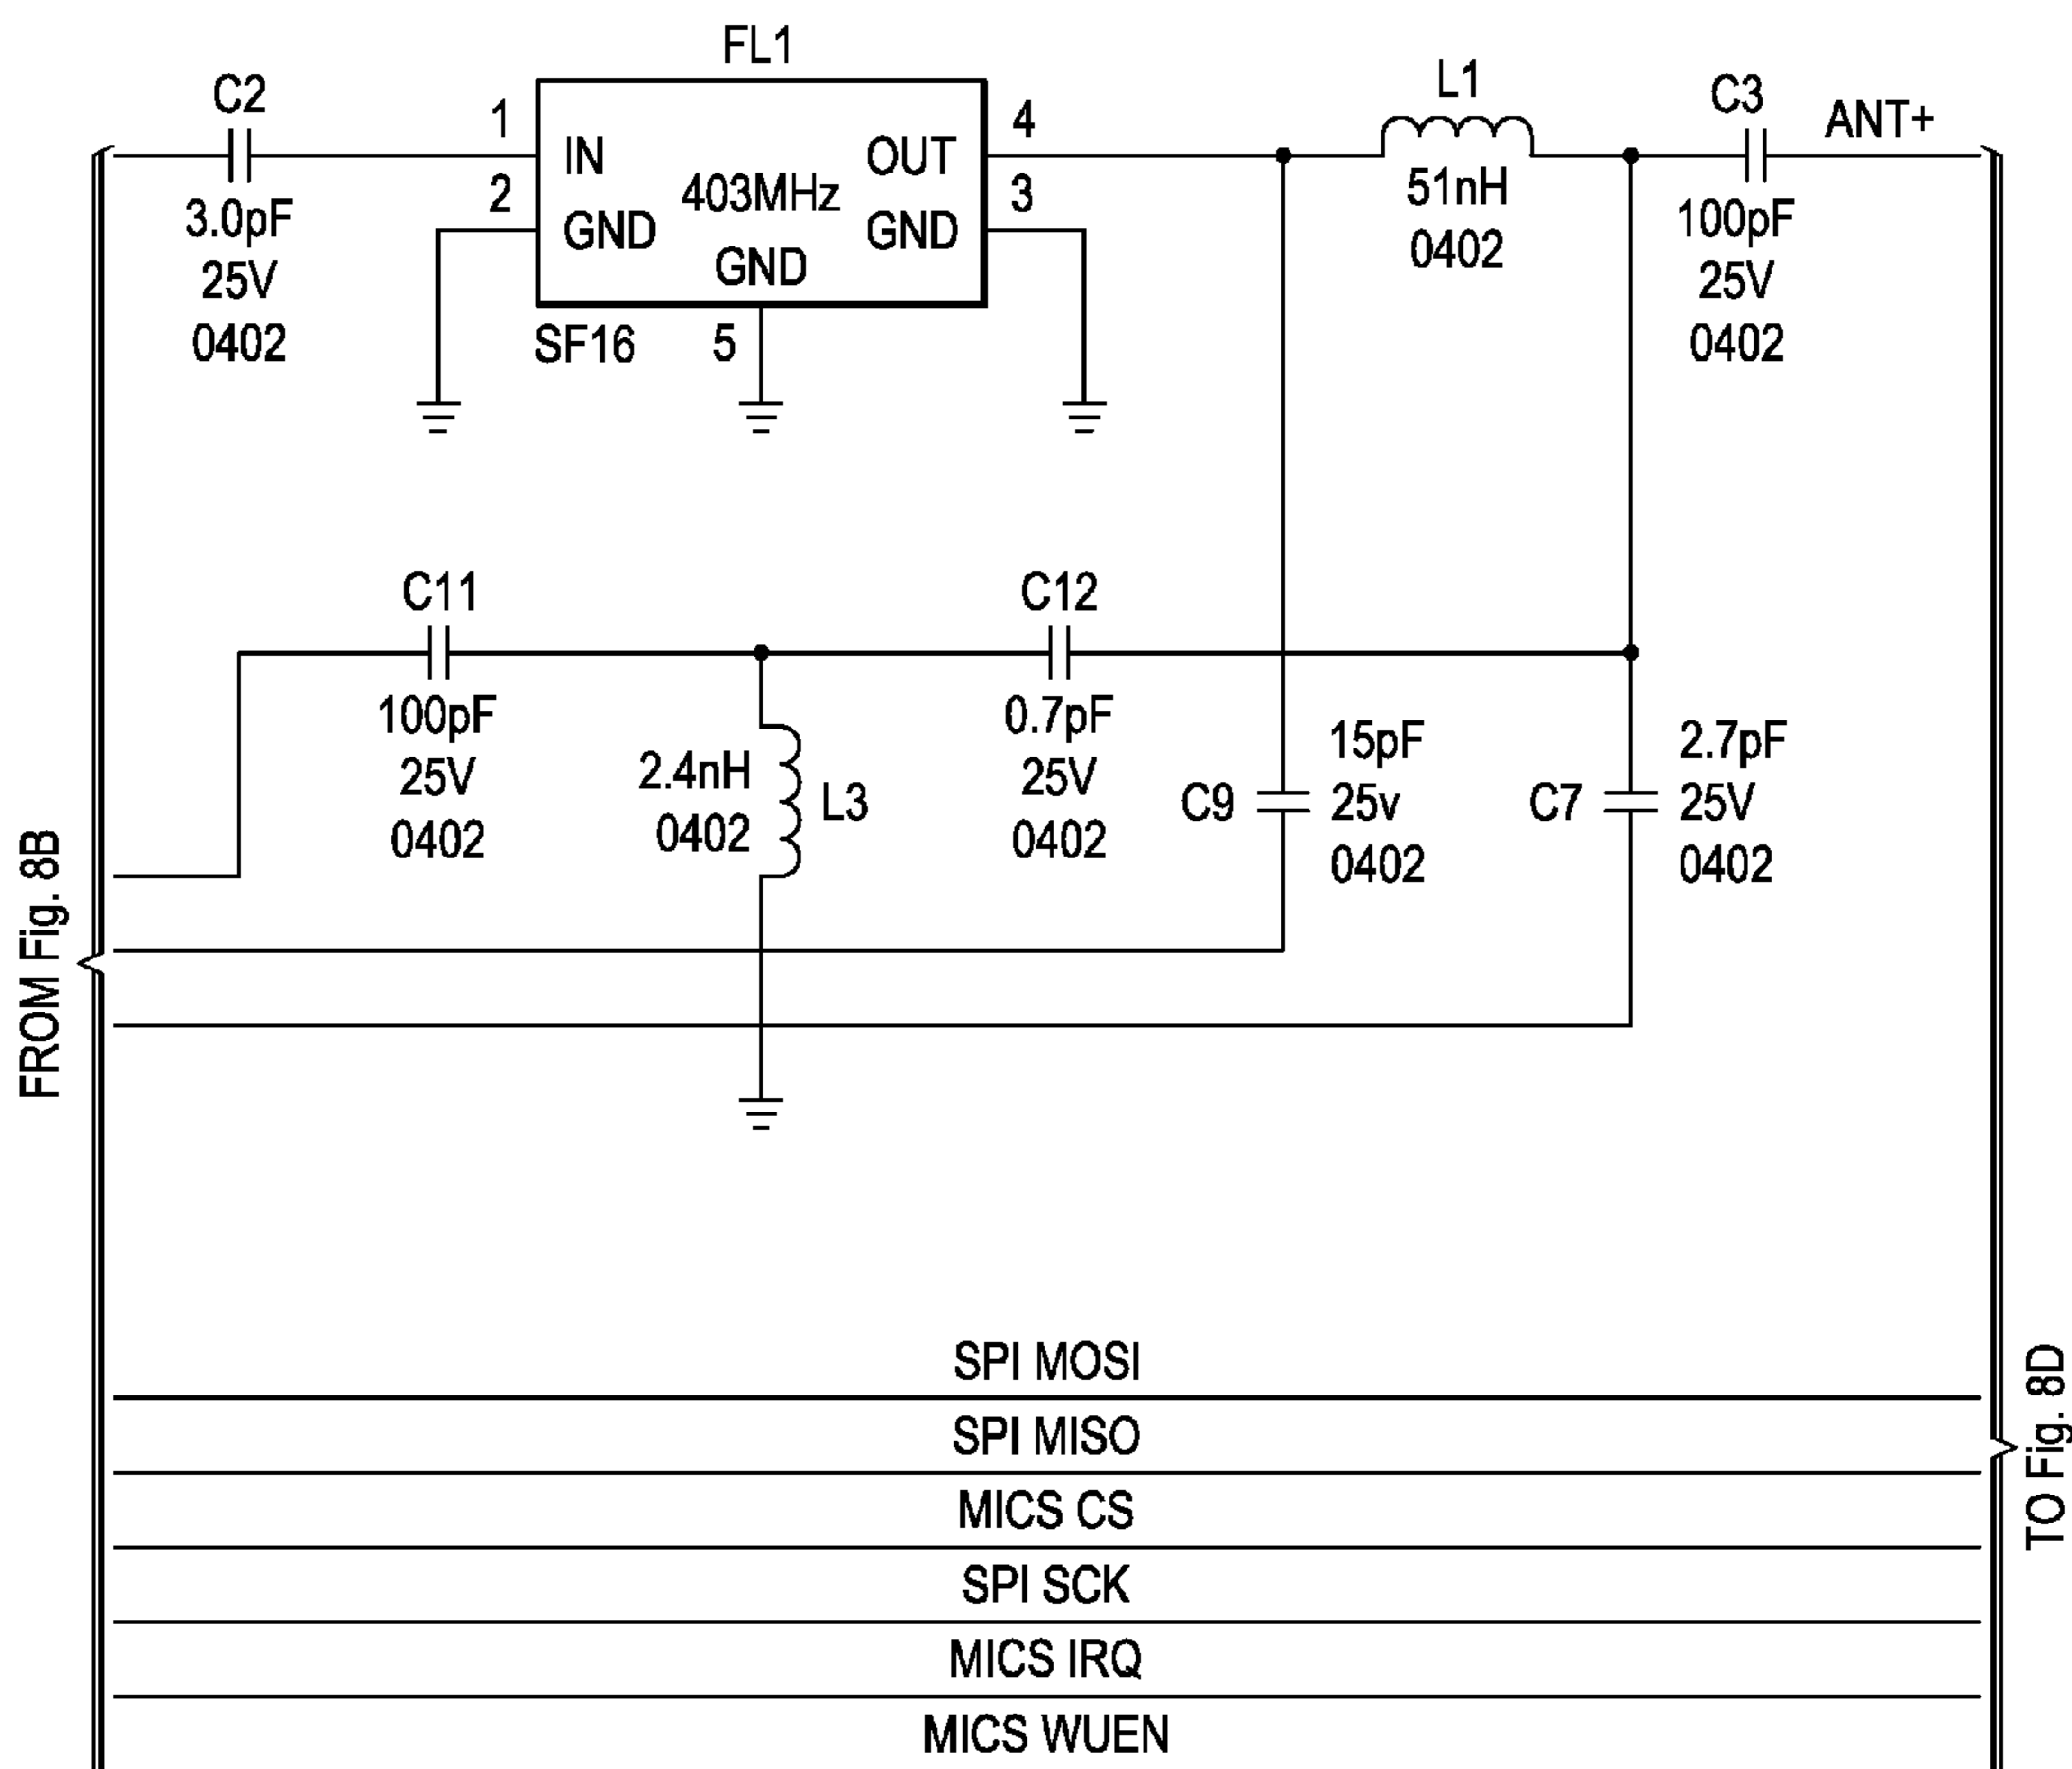 FL1
C2
3.0pF
25V
0402
1
2
IN
GND
403MHz
GND
OUT
GND
4
3
SF16
5
L1
51nH
0402
C3
100pF
25V
0402
ANT+
C11
100pF
25V
0402
2.4nH
0402
L3
C12
0.7pF
25V
0402
C9
15pF
25v
0402
C7
2.7pF
25V
0402
FROM Fig. 8B
SPI MOSI
SPI MISO
MICS CS
SPI SCK
MICS IRQ
MICS WUEN
TO Fig. 8D